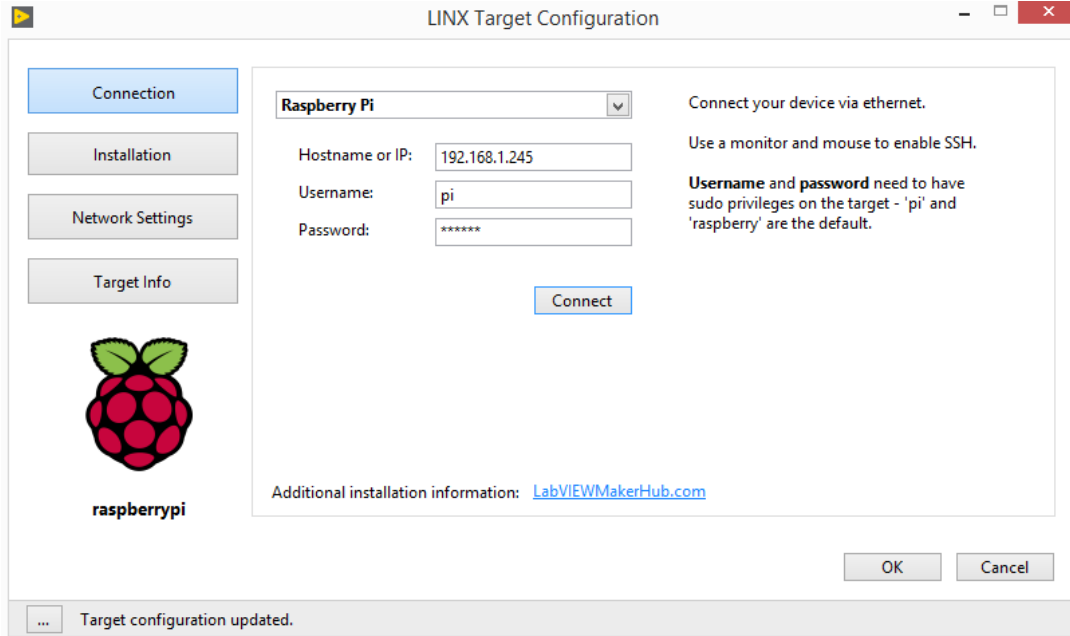 LINX Target Configuration
Connection
Installation
Network Settings
Target Info
raspberrypi
Raspberry Pi
Hostname or IP: 192.168.1.245
Username: pi
Password: ******
Connect
Connect your device via ethernet.
Use a monitor and mouse to enable SSH.
Username and password need to have
sudo privileges on the target - 'pi' and
'raspberry' are the default.
Additional installation information: LabVIEWMakerHub.com
OK Cancel
... Target configuration updated.